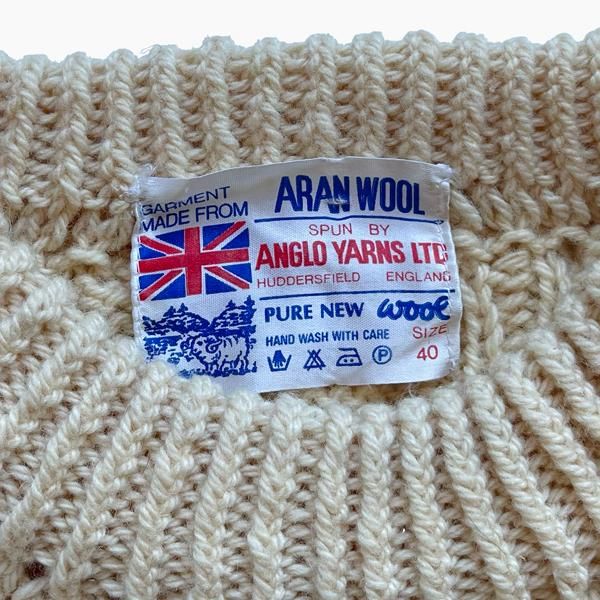 GARMENT
MADE FROM
ARAN WOOL
SPUN BY
ANGLO YARNS LTD
HUDDERSFIELD ENGLAND
PURE NEW wool
HAND WASH WITH CARE
SIZE
40
P